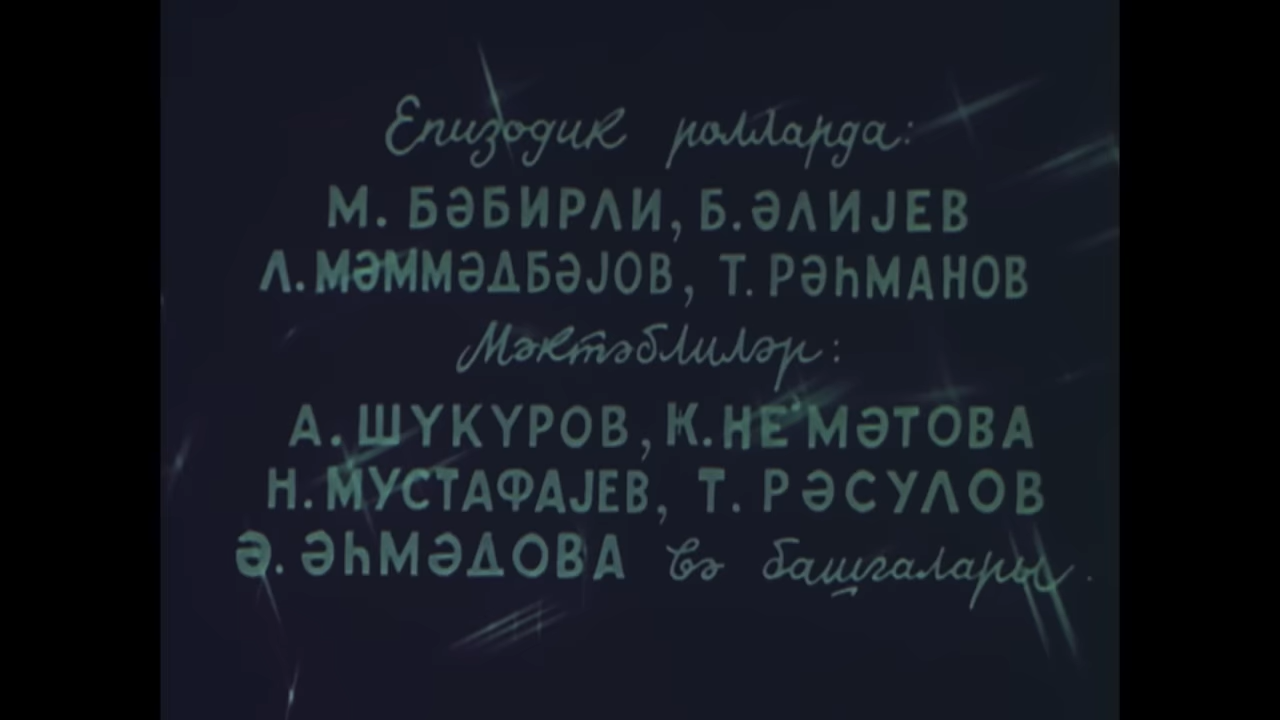 Епизодик ролларда:
М. БӘБИРЛИ, Б. ӘЛИЈЕВ
Л. МӘММӘДБӘЈОВ, Т. РӘҺМАНОВ
Мәктәблиләр:
А. ШҮКҮРОВ, К. НЕ'МӘТОВА
Н. МУСТАФАЈЕВ, Т. РӘСУЛОВ
Ә. ӘҺМӘДОВА вә башгалары.